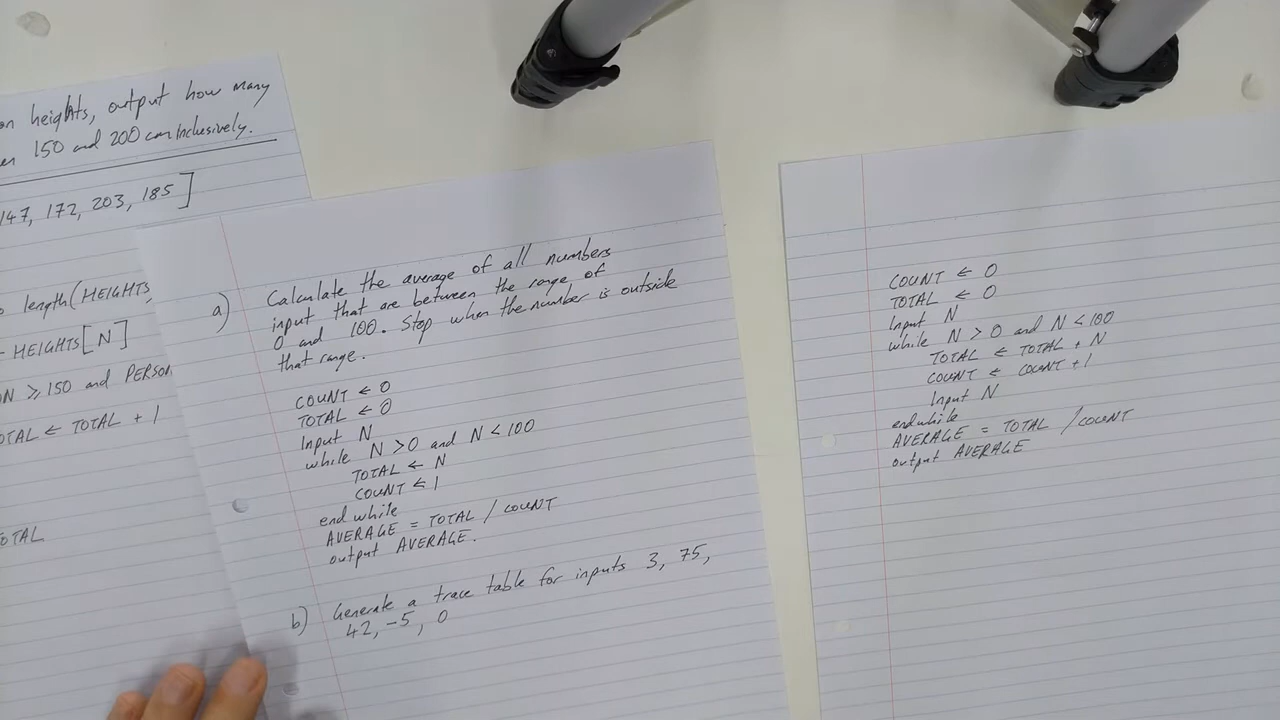 on heights, output how many
en 150 and 200 cm inclusively.
147, 172, 203, 185]
length(HEIGHTS,
HEIGHTS[N]
N ≥ 150 and PERSON
OTAL ← TOTAL + 1
OTAL
a) Calculate the average of all numbers
input that are between the range of
0 and 100. Stop when the number is outside
that range.
COUNT ← 0
TOTAL ← 0
Input N
while N > 0 and N < 100
TOTAL ← N
COUNT ← 1
end while
AVERAGE = TOTAL / COUNT
output AVERAGE.
b) Generate a trace table for inputs 3, 75,
42, -5, 0
COUNT ← 0
TOTAL ← 0
Input N
while N > 0 and N < 100
TOTAL ← TOTAL + N
COUNT ← COUNT + 1
Input N
endwhile
AVERAGE = TOTAL / COUNT
output AVERAGE